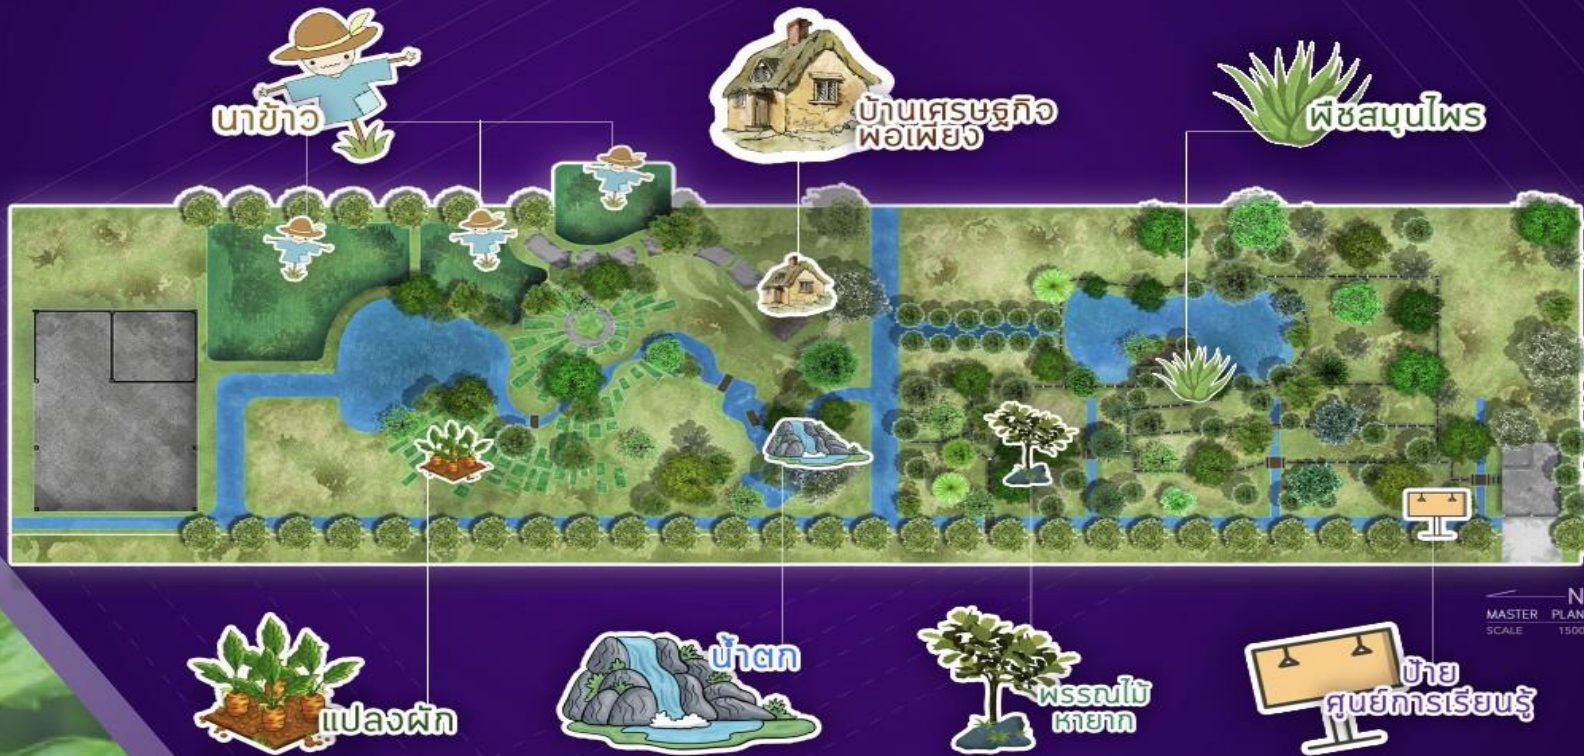 นาข้าว
บ้านเศรษฐกิจ
พอเพียง
พืชสมุนไพร
N
MASTER PLAN
SCALE 1500
แปลงผัก
น้ำตก
พรรณไม้
หายาก
ป้าย
ศูนย์การเรียนรู้